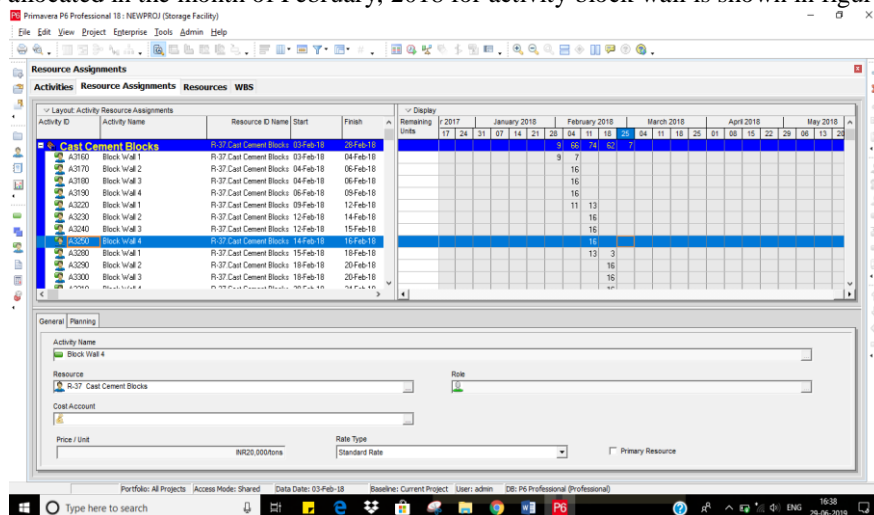 allocated in the month of February, 2018 for activity block wall is shown in figur
P6 Primavera P6 Professional 18 : NEWPROJ (Storage Facility)
File Edit View Project Enterprise Tools Admin Help
Resource Assignments
Activities Resource Assignments Resources WBS
Layout: Activity Resource Assignments Display
Activity ID Activity Name Resource ID Name Start Finish Remaining Units r 2017 January 2018 February 2018 March 2018 April 2018 May 2018
17 24 31 07 14 21 28 04 11 18 25 04 11 18 25 01 08 15 22 29 06 13 20
Cast Cement Blocks R-37.Cast Cement Blocks 03-Feb-18 28-Feb-18 9 66 74 62 7
A3160 Block Wall 1 R-37.Cast Cement Blocks 03-Feb-18 04-Feb-18 9 7
A3170 Block Wall 2 R-37.Cast Cement Blocks 04-Feb-18 06-Feb-18 16
A3180 Block Wall 3 R-37.Cast Cement Blocks 04-Feb-18 06-Feb-18 16
A3190 Block Wall 4 R-37.Cast Cement Blocks 06-Feb-18 09-Feb-18 16
A3220 Block Wall 1 R-37.Cast Cement Blocks 09-Feb-18 12-Feb-18 11 13
A3230 Block Wall 2 R-37.Cast Cement Blocks 12-Feb-18 14-Feb-18 16
A3240 Block Wall 3 R-37.Cast Cement Blocks 12-Feb-18 15-Feb-18 16
A3250 Block Wall 4 R-37.Cast Cement Blocks 14-Feb-18 16-Feb-18 16
A3280 Block Wall 1 R-37.Cast Cement Blocks 15-Feb-18 18-Feb-18 13 3
A3290 Block Wall 2 R-37.Cast Cement Blocks 18-Feb-18 20-Feb-18 16
A3300 Block Wall 3 R-37.Cast Cement Blocks 18-Feb-18 20-Feb-18 16
General Planning
Activity Name
Block Wall 4
Resource Role
R-37 Cast Cement Blocks
Cost Account
Price / Unit Rate Type
INR20,000/tons Standard Rate Primary Resource
Portfolio: All Projects Access Mode: Shared Data Date: 03-Feb-18 Baseline: Current Project User: admin DB: P6 Professional (Professional)
Type here to search P6 ENG 16:38
29-06-2019